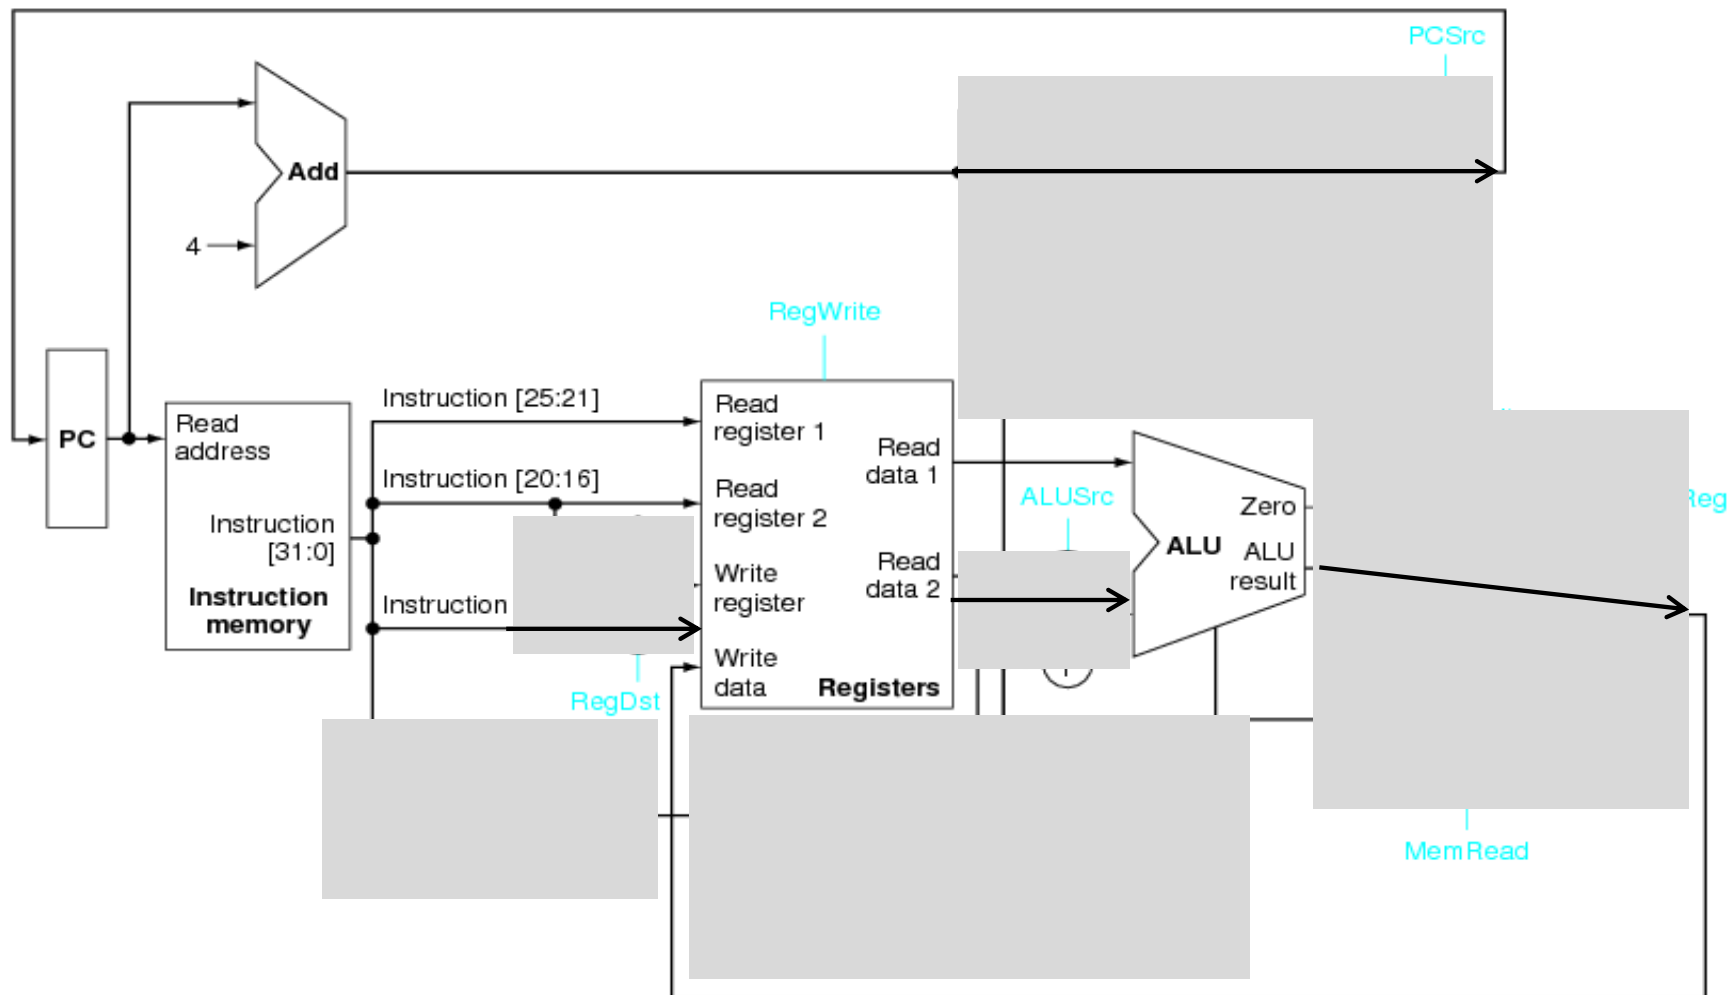 PCSrc
Add
4
RegWrite
Instruction [25:21]
Read
address
PC
Read
register 1
Read
data 1
Instruction [20:16]
Read
register 2
ALUSrc
Zero
Reg
Instruction
[31:0]
ALU
ALU
result
Read
data 2
Write
register
Instruction
Instruction
memory
Write
data
Registers
RegDst
MemRead